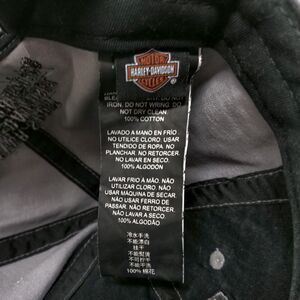 MOTOR
HARLEY-DAVIDSON
CYCLES
IRON. DO NOT WRING. DO
NOT DRY CLEAN.
100% COTTON
LAVADO A MANO EN FRÍO.
NO UTILICE CLORO. USAR
TENDIDO DE ROPA. NO
PLANCHAR. NO RETORCER.
NO LAVAR EN SECO.
100% ALGODÓN
LAVAR FRIO À MÃO. NÃO
UTILIZAR CLORO. NÃO
USAR MÁQUINA DE SECAR.
NÃO USAR FERRO DE
PASSAR. NÃO RETORCER.
NÃO LAVAR A SECO.
100% ALGODÃO
冷水手洗
不能漂白
挂干
不能熨烫
不可拧干
不能干洗
100% 棉花